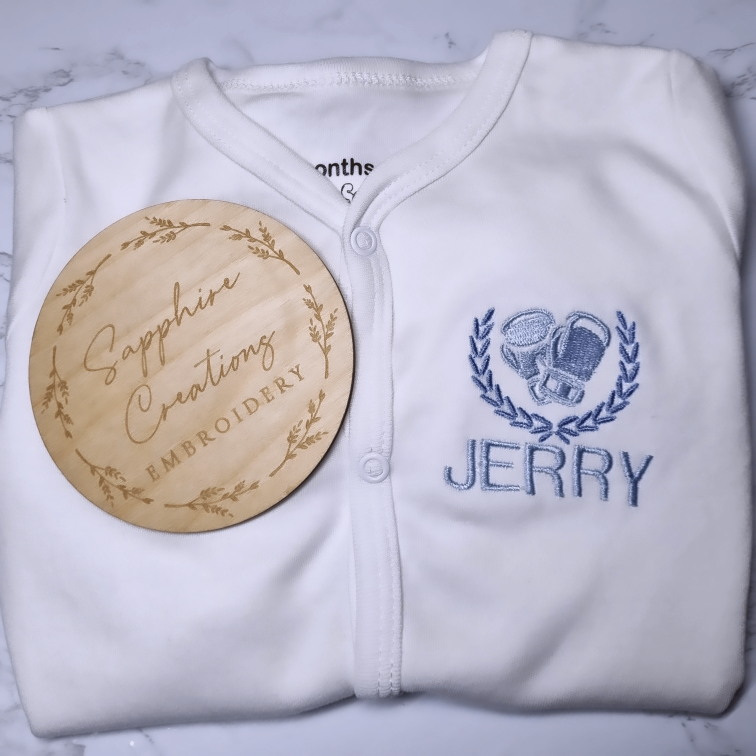 onths
Sapphire
Creations
EMBROIDERY
JERRY